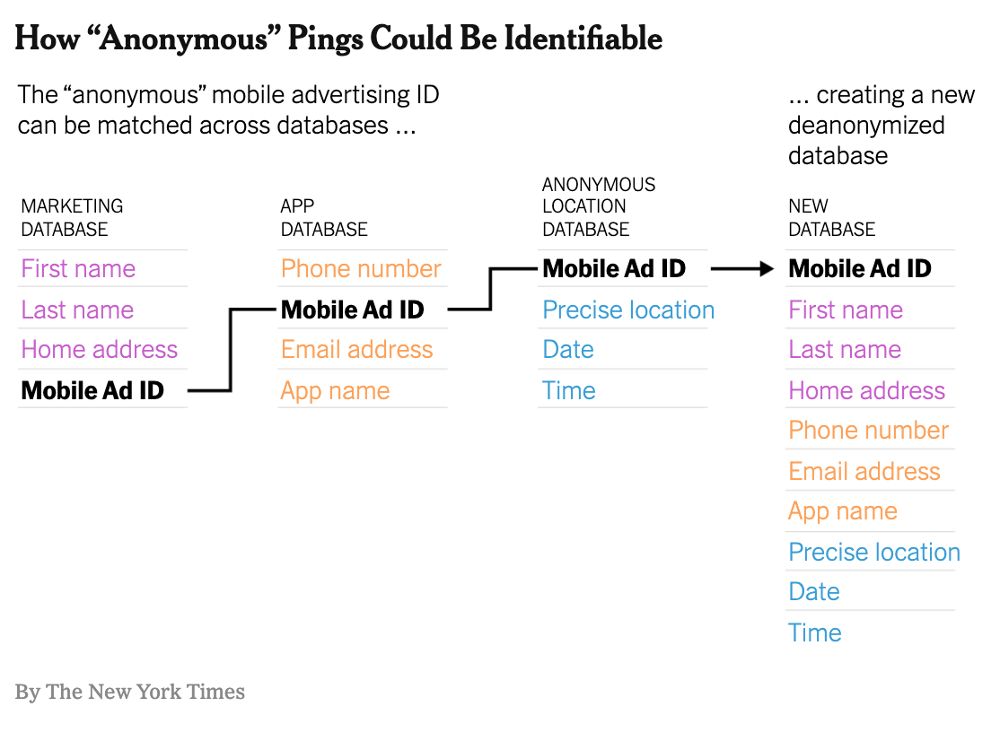 How “Anonymous” Pings Could Be Identifiable
The “anonymous” mobile advertising ID
can be matched across databases ...
... creating a new
deanonymized
database
MARKETING
DATABASE
First name
Last name
Home address
Mobile Ad ID
APP
DATABASE
Phone number
Mobile Ad ID
Email address
App name
ANONYMOUS
LOCATION
DATABASE
Mobile Ad ID
Precise location
Date
Time
NEW
DATABASE
Mobile Ad ID
First name
Last name
Home address
Phone number
Email address
App name
Precise location
Date
Time
By The New York Times